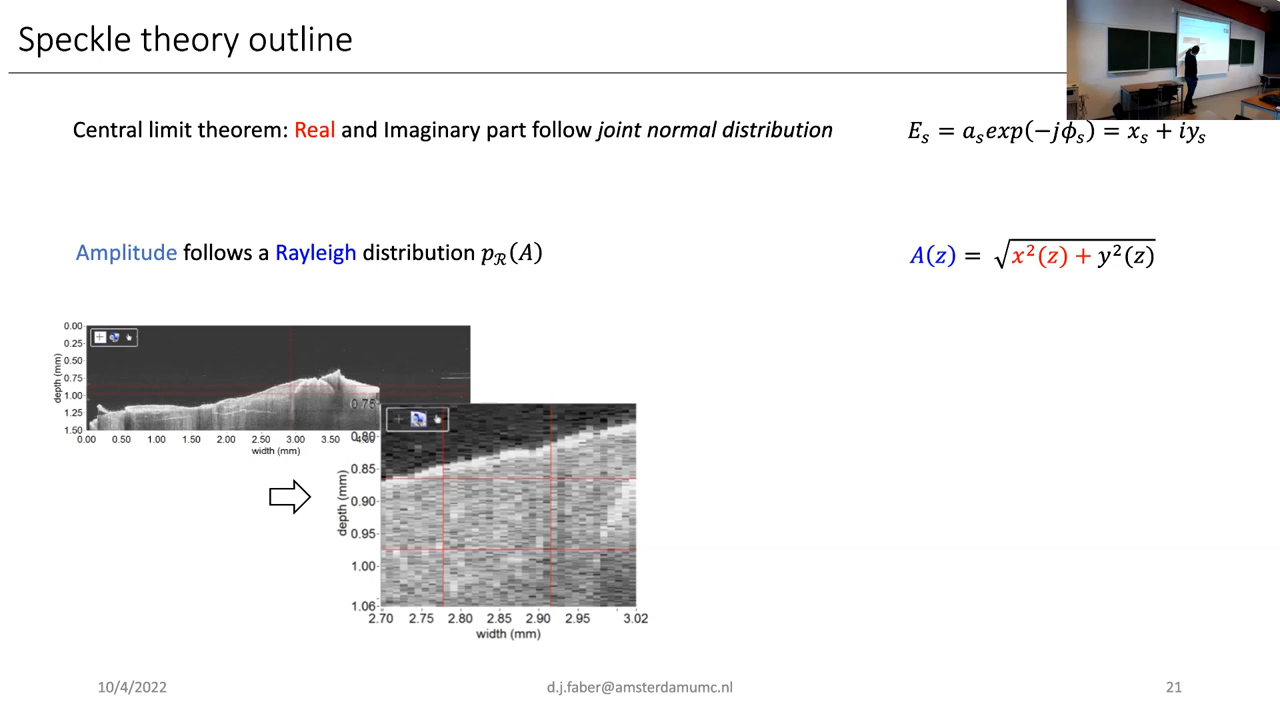 Speckle theory outline
Central limit theorem: Real and Imaginary part follow joint normal distribution
E_s = a_s exp(−jϕ_s) = x_s + iy_s
Amplitude follows a Rayleigh distribution p_ℛ(A)
A(z) = √(x²(z) + y²(z))
0.00
0.25
0.50
0.75
1.00
1.25
1.50
depth (mm)
0.00 0.50 1.00 1.50 2.00 2.50 3.00 3.50
width (mm)
0.75
0.80
0.85
0.90
0.95
1.00
1.06
depth (mm)
2.70 2.75 2.80 2.85 2.90 2.95 3.02
width (mm)
10/4/2022
d.j.faber@amsterdamumc.nl
21